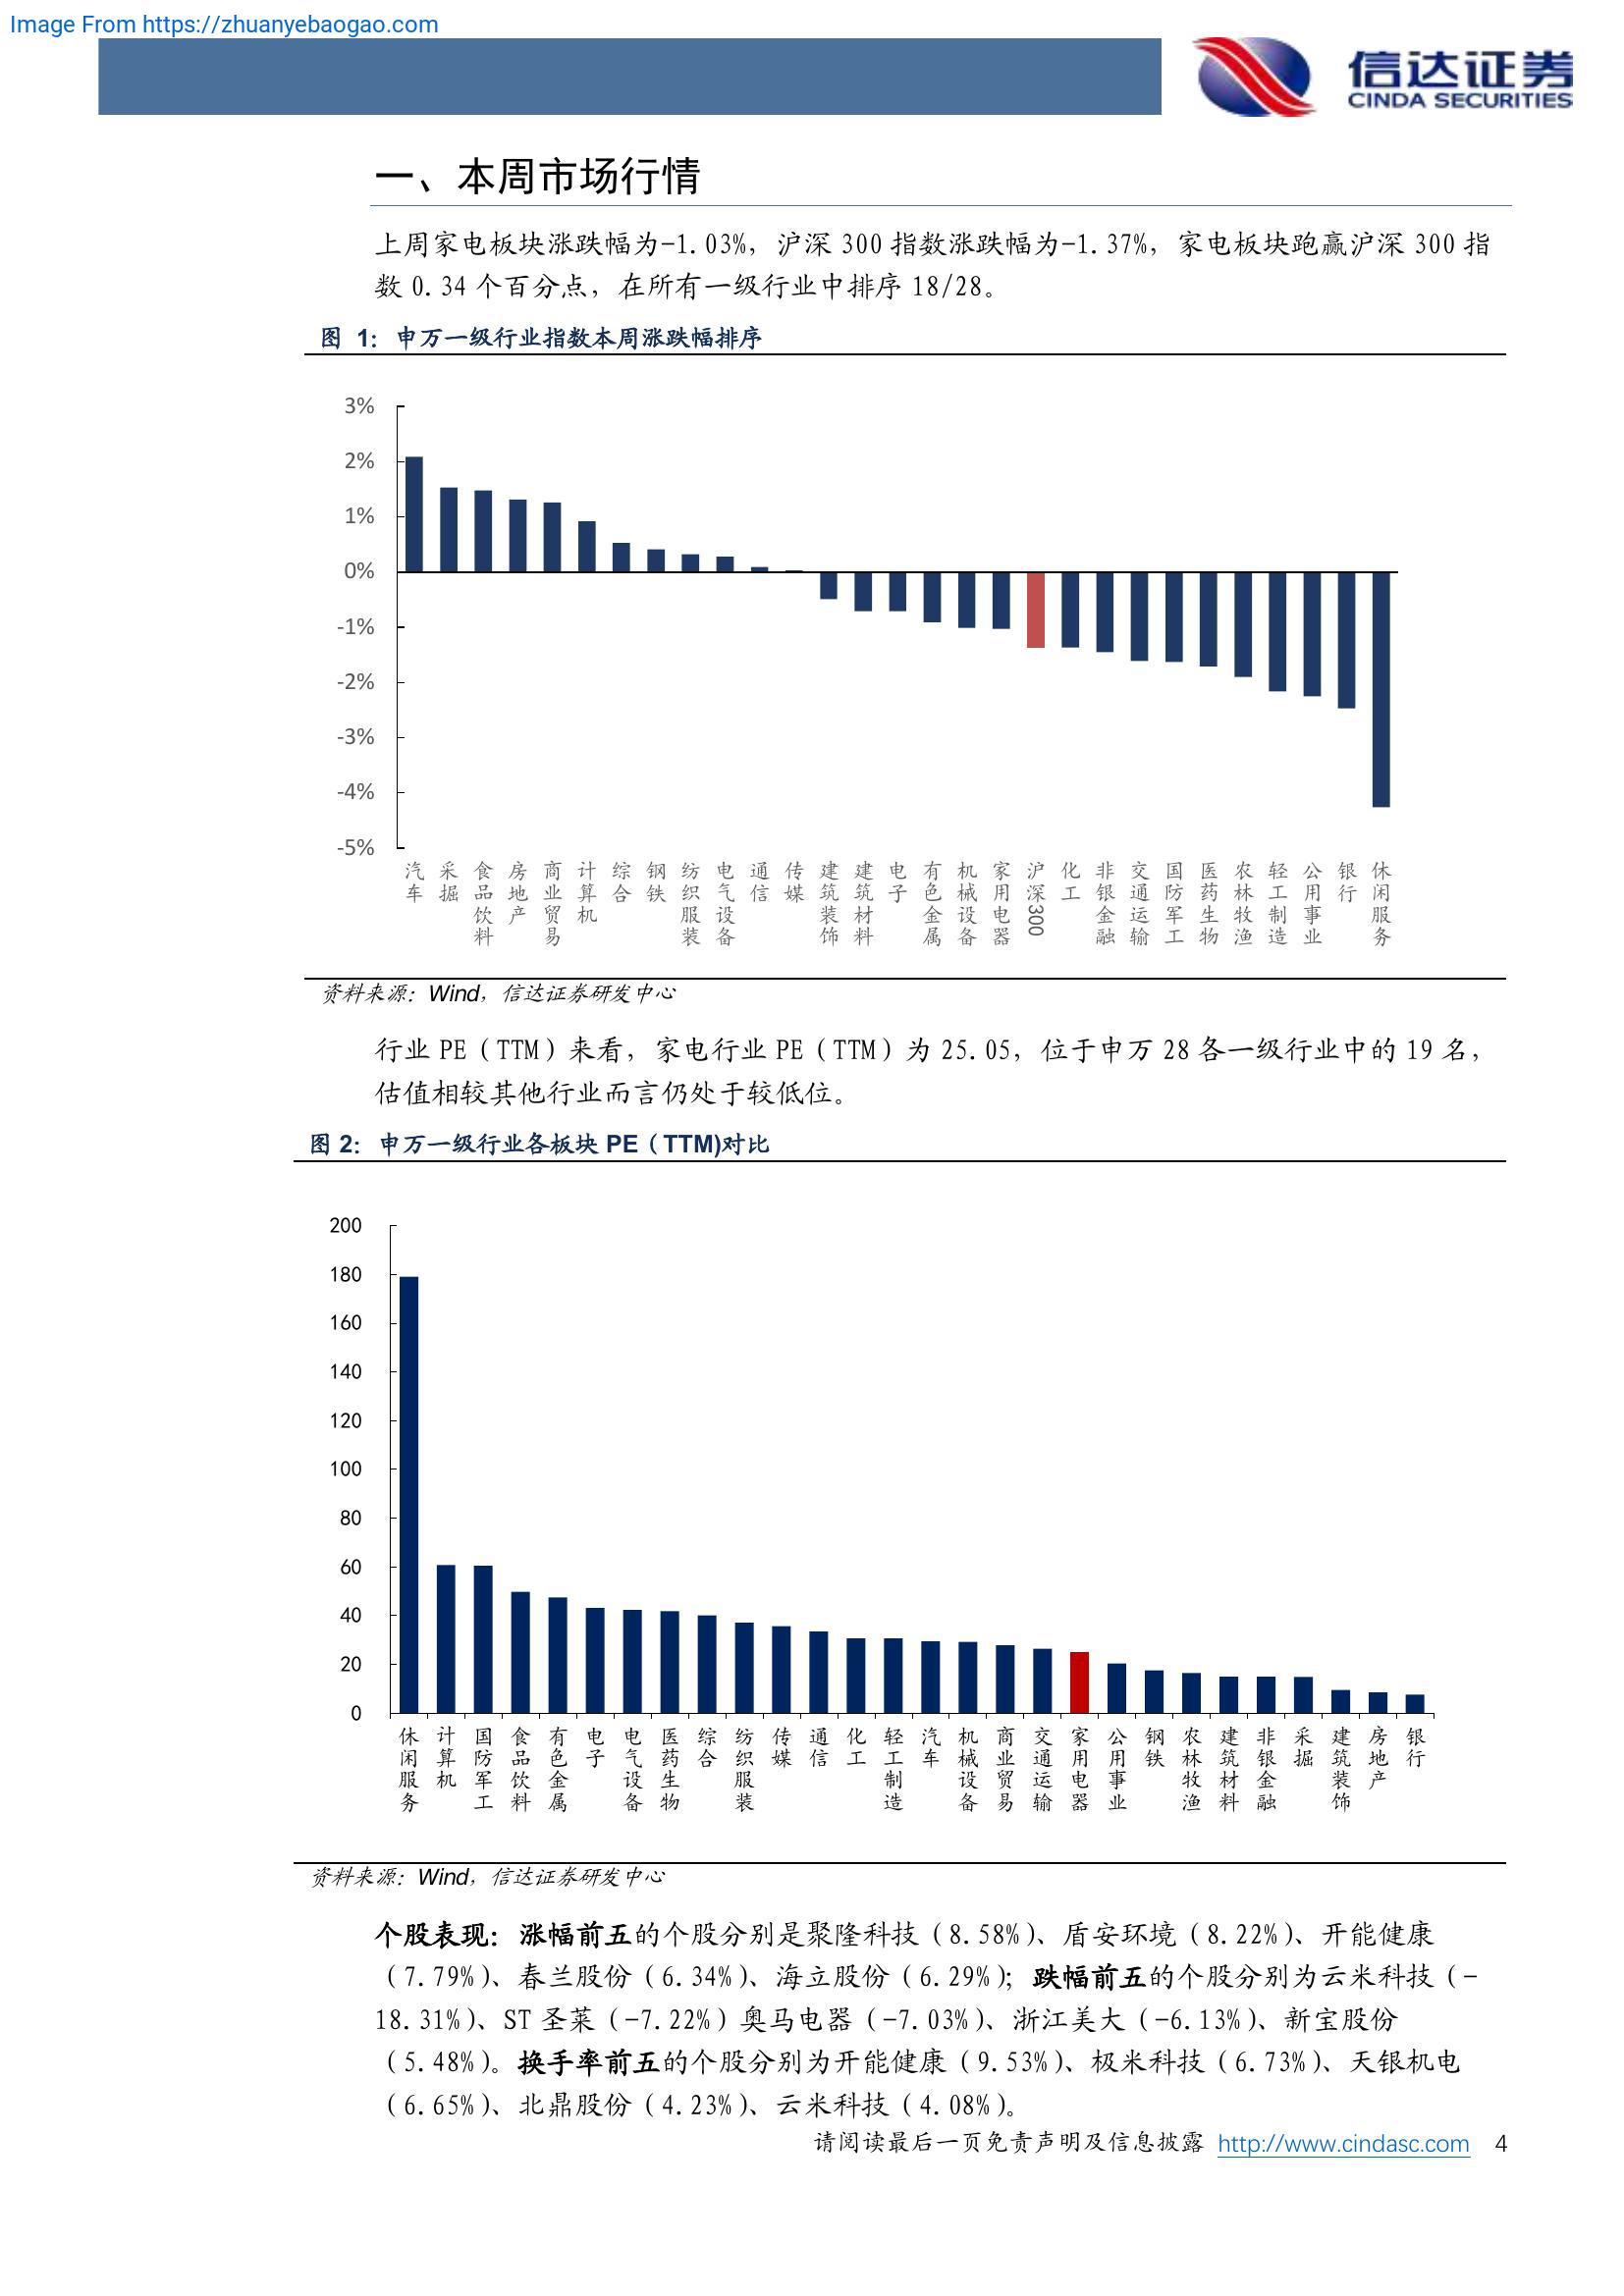 Image From https://zhuanyebaogao.com
信达证券
CINDA SECURITIES
一、本周市场行情
上周家电板块涨跌幅为-1.03%，沪深 300 指数涨跌幅为-1.37%，家电板块跑赢沪深 300 指
数 0.34 个百分点，在所有一级行业中排序 18/28。
图 1：申万一级行业指数本周涨跌幅排序
3%
2%
1%
0%
-1%
-2%
-3%
-4%
-5%
汽车 采掘 食品饮料 房地产 商业贸易 计算机 综合 钢铁 纺织服装 电气设备 通信 传媒 建筑装饰 建筑材料 电子 有色金属 机械设备 家用电器 沪深300 化工 非银金融 交通运输 国防军工 医药生物 农林牧渔 轻工制造 公用事业 银行 休闲服务
资料来源：Wind，信达证券研发中心
行业 PE（TTM）来看，家电行业 PE（TTM）为 25.05，位于申万 28 各一级行业中的 19 名，
估值相较其他行业而言仍处于较低位。
图 2：申万一级行业各板块 PE（TTM)对比
200
180
160
140
120
100
80
60
40
20
0
休闲服务 计算机 国防军工 食品饮料 有色金属 电子 电气设备 医药生物 综合 纺织服装 传媒 通信 化工 轻工制造 汽车 机械设备 商业贸易 交通运输 家用电器 公用事业 钢铁 农林牧渔 建筑材料 非银金融 采掘 建筑装饰 房地产 银行
资料来源：Wind，信达证券研发中心
个股表现：涨幅前五的个股分别是聚隆科技（8.58%）、盾安环境（8.22%）、开能健康
（7.79%）、春兰股份（6.34%）、海立股份（6.29%）；跌幅前五的个股分别为云米科技（-
18.31%）、ST 圣莱（-7.22%）奥马电器（-7.03%）、浙江美大（-6.13%）、新宝股份
（5.48%）。换手率前五的个股分别为开能健康（9.53%）、极米科技（6.73%）、天银机电
（6.65%）、北鼎股份（4.23%）、云米科技（4.08%）。
请阅读最后一页免责声明及信息披露 http://www.cindasc.com 4